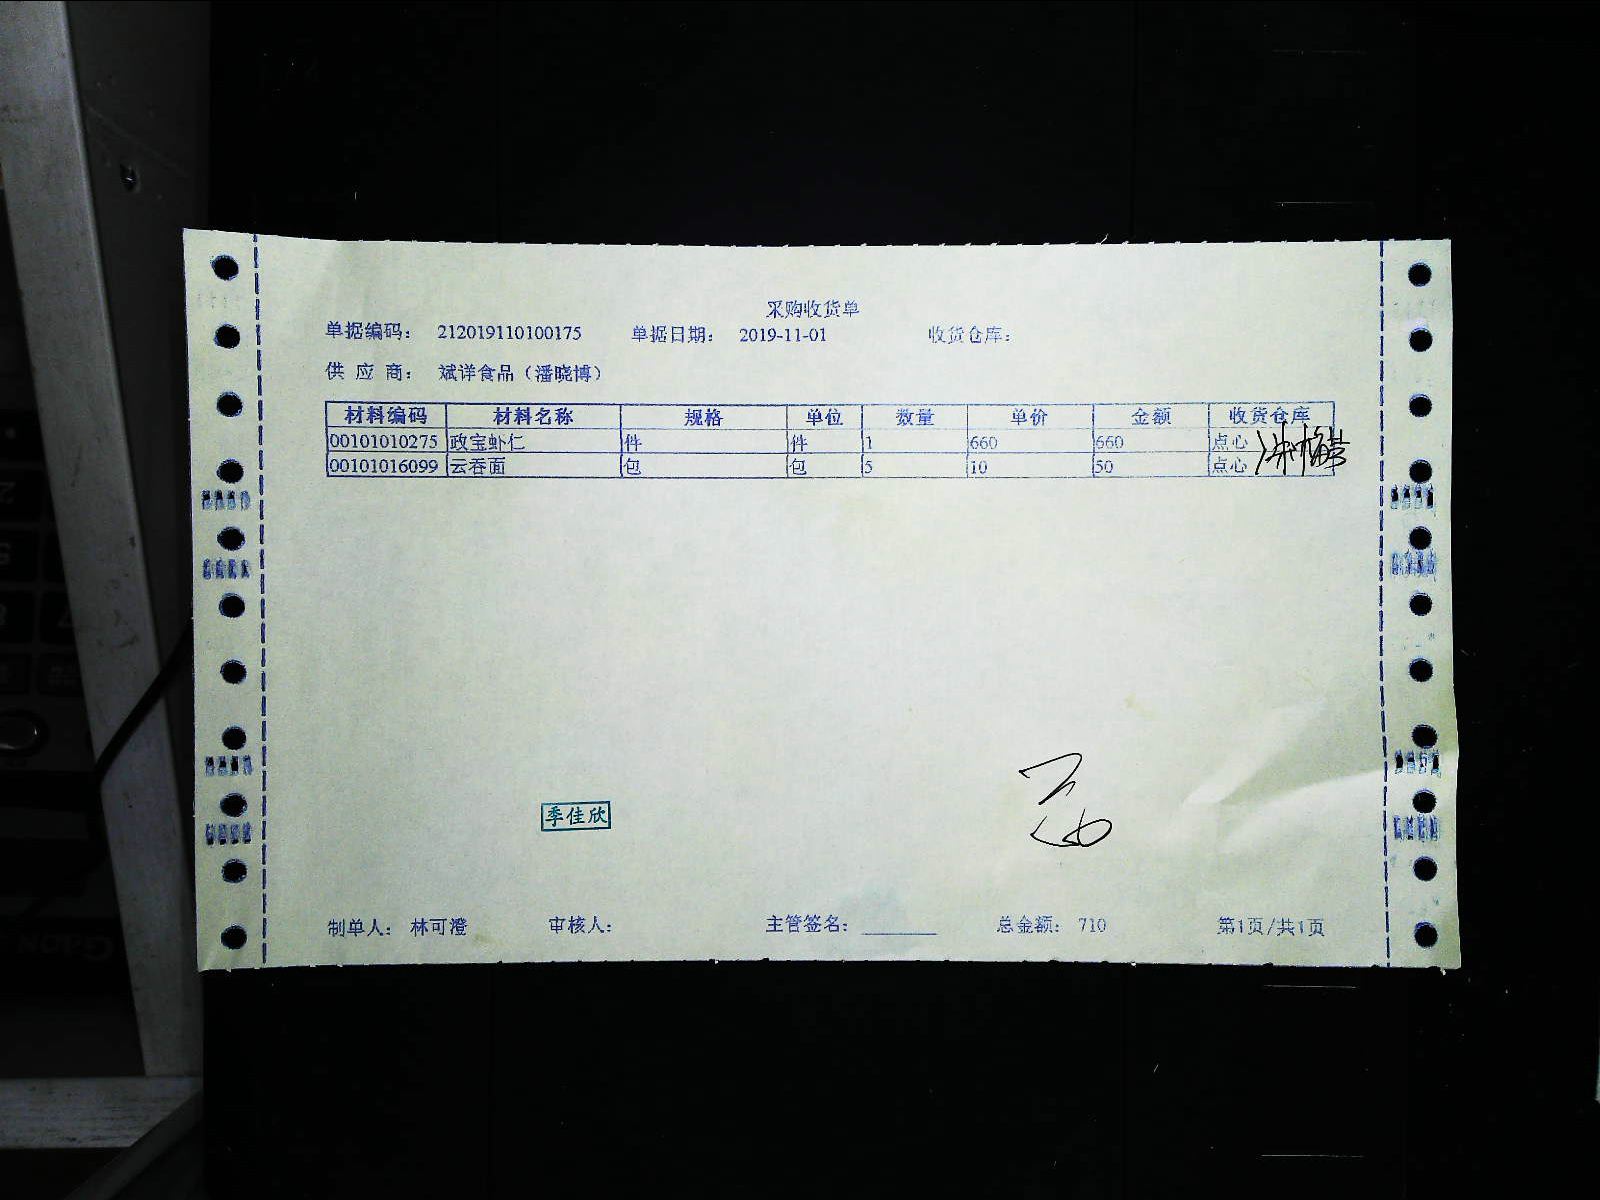 采购收货单
单据编码: 212019110100175 单据日期: 2019-11-01 收货仓库:
供 应 商: 斌详食品（潘晓博）
材料编码 材料名称 规格 单位 数量 单价 金额 收货仓库
00101010275 政宝虾仁 件 件 1 660 660 点心
00101016099 云吞面 包 包 5 10 50 点心
季佳欣
制单人: 林可澄 审核人: 主管签名: 总金额: 710 第1页/共1页